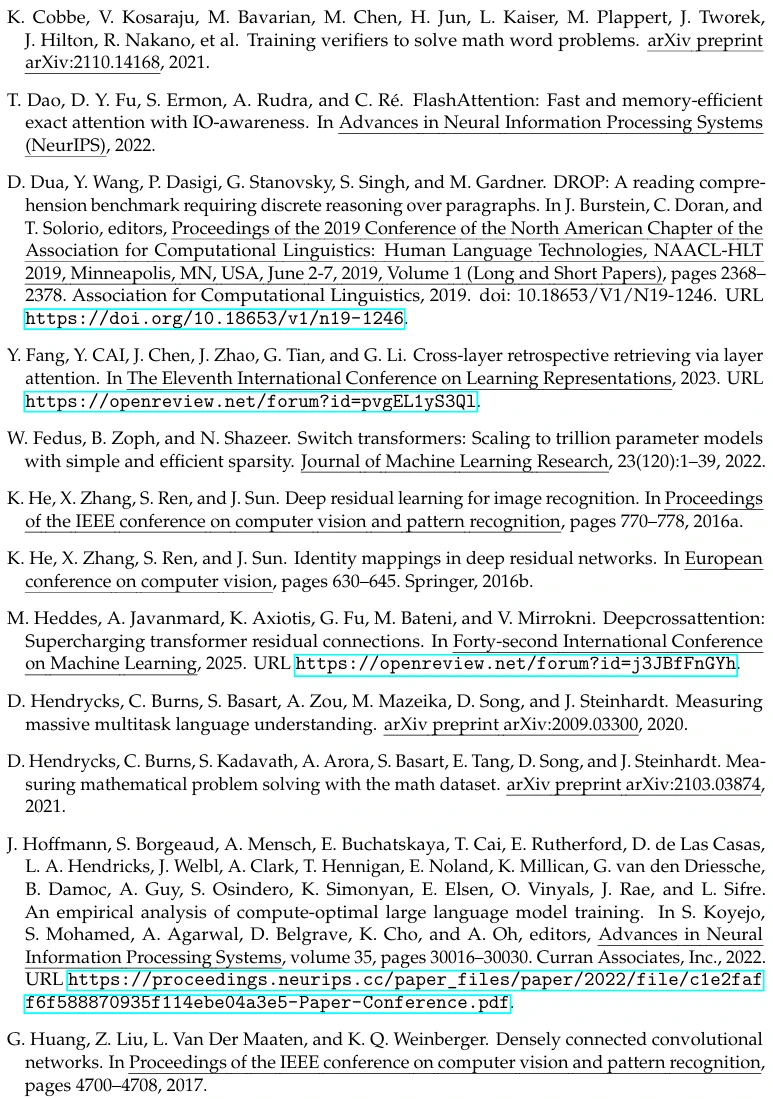 K. Cobbe, V. Kosaraju, M. Bavarian, M. Chen, H. Jun, L. Kaiser, M. Plappert, J. Tworek,
J. Hilton, R. Nakano, et al. Training verifiers to solve math word problems. arXiv preprint
arXiv:2110.14168, 2021.
T. Dao, D. Y. Fu, S. Ermon, A. Rudra, and C. Ré. FlashAttention: Fast and memory-efficient
exact attention with IO-awareness. In Advances in Neural Information Processing Systems
(NeurIPS), 2022.
D. Dua, Y. Wang, P. Dasigi, G. Stanovsky, S. Singh, and M. Gardner. DROP: A reading compre-
hension benchmark requiring discrete reasoning over paragraphs. In J. Burstein, C. Doran, and
T. Solorio, editors, Proceedings of the 2019 Conference of the North American Chapter of the
Association for Computational Linguistics: Human Language Technologies, NAACL-HLT
2019, Minneapolis, MN, USA, June 2-7, 2019, Volume 1 (Long and Short Papers), pages 2368–
2378. Association for Computational Linguistics, 2019. doi: 10.18653/V1/N19-1246. URL
https://doi.org/10.18653/v1/n19-1246.
Y. Fang, Y. CAI, J. Chen, J. Zhao, G. Tian, and G. Li. Cross-layer retrospective retrieving via layer
attention. In The Eleventh International Conference on Learning Representations, 2023. URL
https://openreview.net/forum?id=pvgEL1yS3Ql.
W. Fedus, B. Zoph, and N. Shazeer. Switch transformers: Scaling to trillion parameter models
with simple and efficient sparsity. Journal of Machine Learning Research, 23(120):1–39, 2022.
K. He, X. Zhang, S. Ren, and J. Sun. Deep residual learning for image recognition. In Proceedings
of the IEEE conference on computer vision and pattern recognition, pages 770–778, 2016a.
K. He, X. Zhang, S. Ren, and J. Sun. Identity mappings in deep residual networks. In European
conference on computer vision, pages 630–645. Springer, 2016b.
M. Heddes, A. Javanmard, K. Axiotis, G. Fu, M. Bateni, and V. Mirrokni. Deepcrossattention:
Supercharging transformer residual connections. In Forty-second International Conference
on Machine Learning, 2025. URL https://openreview.net/forum?id=j3JBfFnGYh.
D. Hendrycks, C. Burns, S. Basart, A. Zou, M. Mazeika, D. Song, and J. Steinhardt. Measuring
massive multitask language understanding. arXiv preprint arXiv:2009.03300, 2020.
D. Hendrycks, C. Burns, S. Kadavath, A. Arora, S. Basart, E. Tang, D. Song, and J. Steinhardt. Mea-
suring mathematical problem solving with the math dataset. arXiv preprint arXiv:2103.03874,
2021.
J. Hoffmann, S. Borgeaud, A. Mensch, E. Buchatskaya, T. Cai, E. Rutherford, D. de Las Casas,
L. A. Hendricks, J. Welbl, A. Clark, T. Hennigan, E. Noland, K. Millican, G. van den Driessche,
B. Damoc, A. Guy, S. Osindero, K. Simonyan, E. Elsen, O. Vinyals, J. Rae, and L. Sifre.
An empirical analysis of compute-optimal large language model training. In S. Koyejo,
S. Mohamed, A. Agarwal, D. Belgrave, K. Cho, and A. Oh, editors, Advances in Neural
Information Processing Systems, volume 35, pages 30016–30030. Curran Associates, Inc., 2022.
URL https://proceedings.neurips.cc/paper_files/paper/2022/file/c1e2faf
f6f588870935f114ebe04a3e5-Paper-Conference.pdf.
G. Huang, Z. Liu, L. Van Der Maaten, and K. Q. Weinberger. Densely connected convolutional
networks. In Proceedings of the IEEE conference on computer vision and pattern recognition,
pages 4700–4708, 2017.